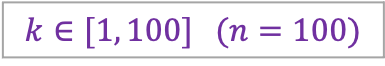 k ∈ [1, 100] (n = 100)